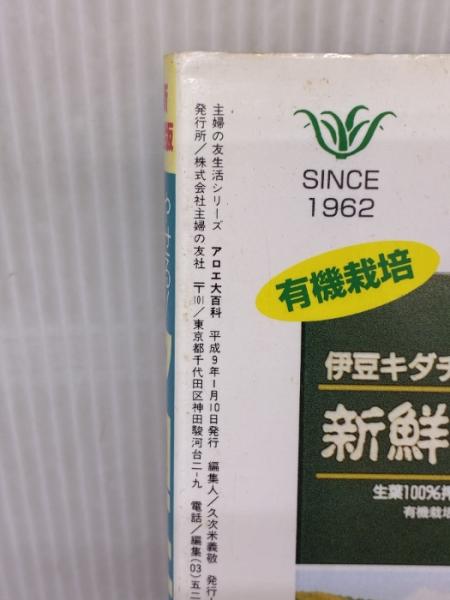 主婦の友生活シリーズ アロエ大百科 平成9年1月10日発行 編集人/久次米義敬 発行
発行所/株式会社主婦の友社 〒101/東京都千代田区神田駿河台二-九 電話/編集(03)五二
SINCE
1962
有機栽培
伊豆キダチ
新鮮
生葉100%
有機栽培